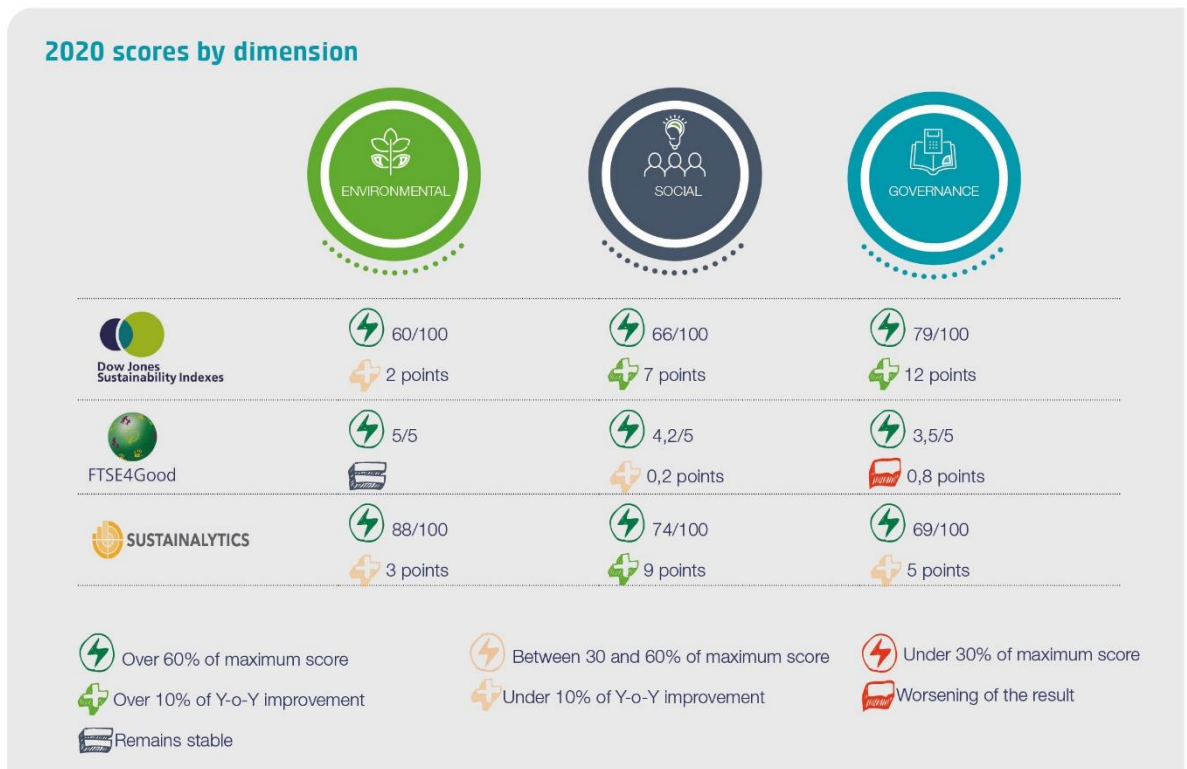 2020 scores by dimension
ENVIRONMENTAL
SOCIAL
GOVERNANCE
Dow Jones
Sustainability Indexes
60/100
66/100
79/100
2 points
7 points
12 points
FTSE4Good
5/5
4,2/5
3,5/5
0,2 points
0,8 points
SUSTAINALYTICS
88/100
74/100
69/100
3 points
9 points
5 points
Over 60% of maximum score
Between 30 and 60% of maximum score
Under 30% of maximum score
Over 10% of Y-o-Y improvement
Under 10% of Y-o-Y improvement
Worsening of the result
Remains stable